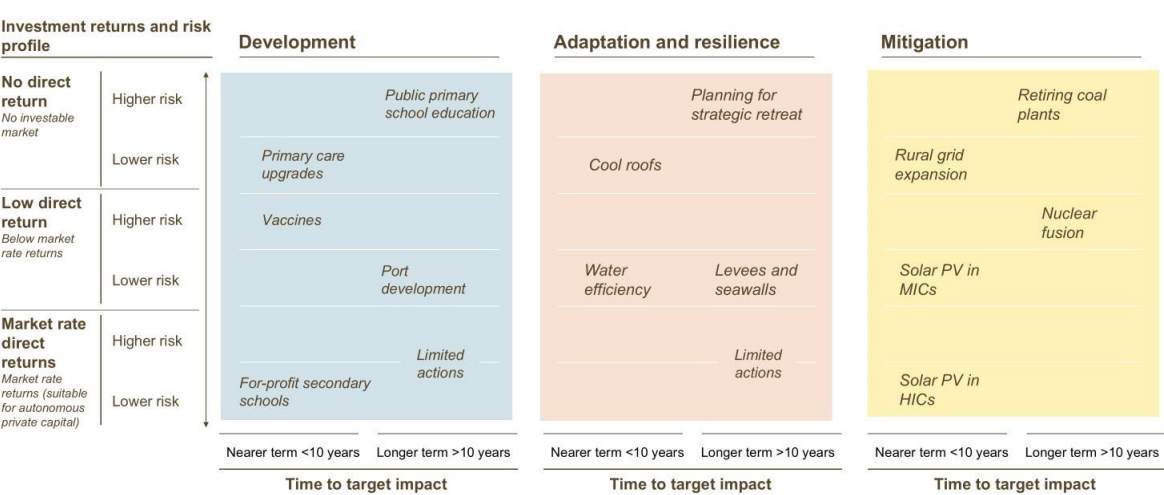 Investment returns and risk
profile
Development
Adaptation and resilience
Mitigation
No direct
return
No investable
market
Higher risk
Lower risk
Public primary
school education
Planning for
strategic retreat
Retiring coal
plants
Primary care
upgrades
Cool roofs
Rural grid
expansion
Low direct
return
Below market
rate returns
Higher risk
Lower risk
Vaccines
Nuclear
fusion
Port
development
Water
efficiency
Levees and
seawalls
Solar PV in
MICs
Market rate
direct
returns
Market rate
returns (suitable
for autonomous
private capital)
Higher risk
Lower risk
Limited
actions
Limited
actions
For-profit secondary
schools
Solar PV in
HICs
Nearer term <10 years
Longer term >10 years
Nearer term <10 years
Longer term >10 years
Nearer term <10 years
Longer term >10 years
Time to target impact
Time to target impact
Time to target impact